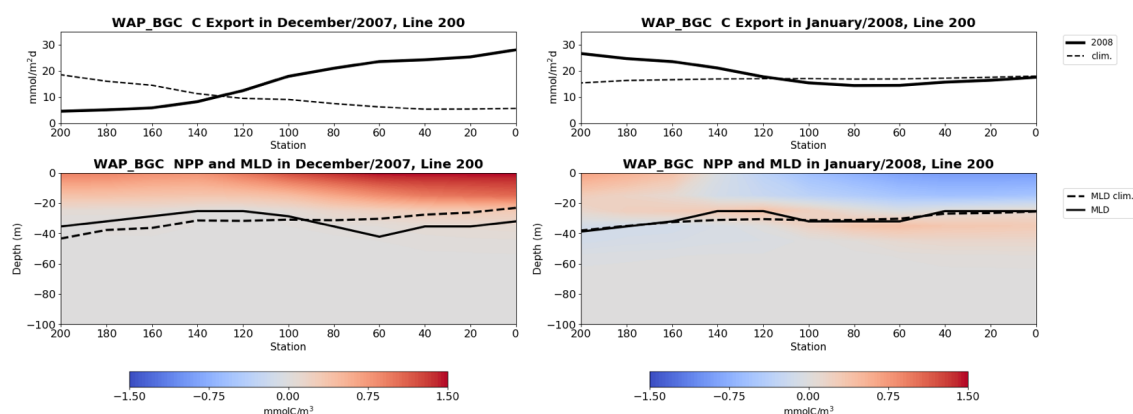 WAP_BGC C Export in December/2007, Line 200
mmol/m²d
30
20
10
0
200 180 160 140 120 100 80 60 40 20 0
Station
WAP_BGC C Export in January/2008, Line 200
mmol/m²d
30
20
10
0
200 180 160 140 120 100 80 60 40 20 0
Station
2008
clim.
WAP_BGC NPP and MLD in December/2007, Line 200
Depth (m)
0
−20
−40
−60
−80
−100
200 180 160 140 120 100 80 60 40 20 0
Station
WAP_BGC NPP and MLD in January/2008, Line 200
Depth (m)
0
−20
−40
−60
−80
−100
200 180 160 140 120 100 80 60 40 20 0
Station
MLD clim.
MLD
−1.50 −0.75 0.00 0.75 1.50
mmolC/m³
−1.50 −0.75 0.00 0.75 1.50
mmolC/m³